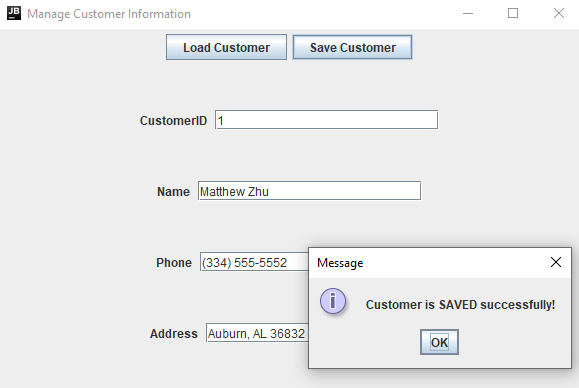 JB
Manage Customer Information
Load Customer Save Customer
CustomerID 1
Name Matthew Zhu
Phone (334) 555-5552
Address Auburn, AL 36832
Message
Customer is SAVED successfully!
OK